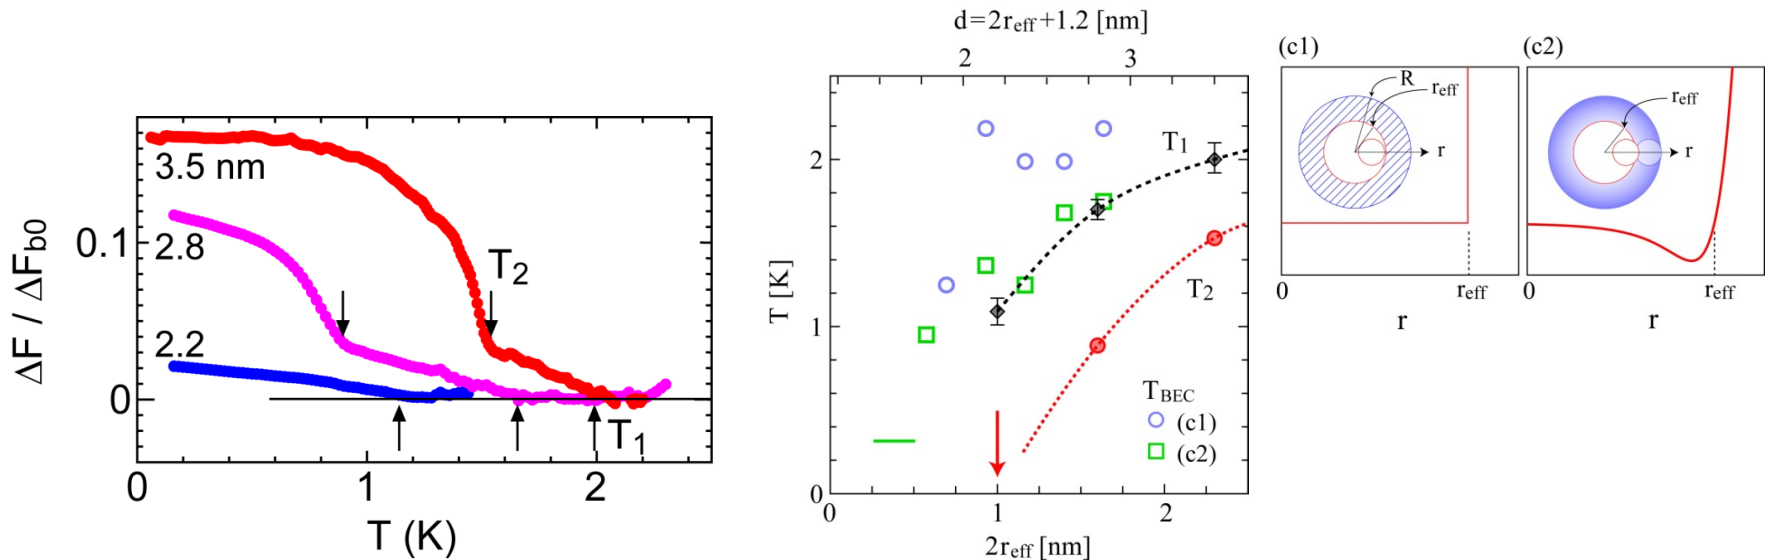 ΔF / ΔFb0
0.1
0
3.5 nm
2.8
2.2
T2
T1
0
1
2
T (K)
d=2reff+1.2 [nm]
2
3
T [K]
2
1
0
T1
T2
TBEC
(c1)
(c2)
0
1
2
2reff [nm]
(c1)
R
reff
r
0
reff
r
(c2)
reff
r
0
reff
r